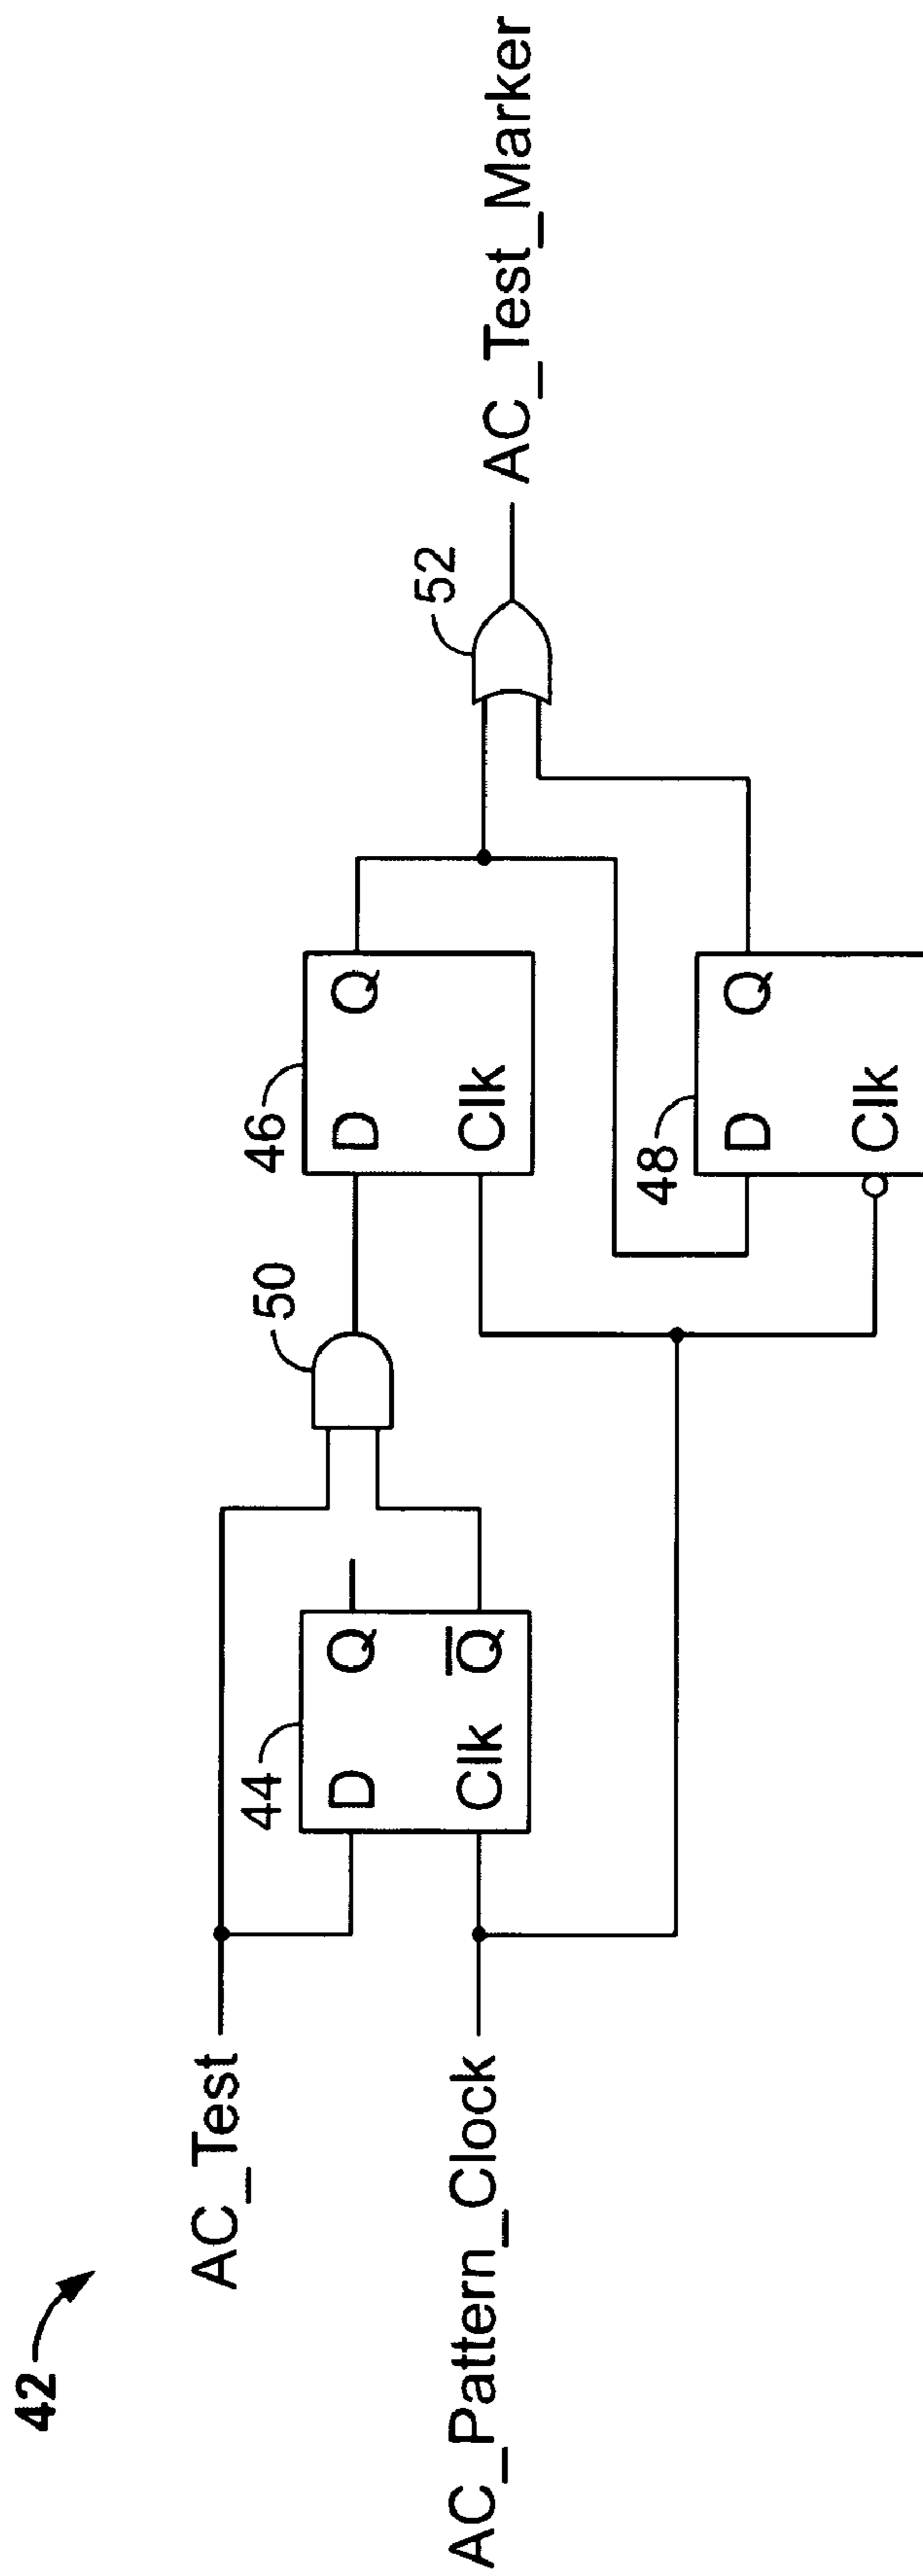 42
AC_Test
AC_Pattern_Clock
44
D Q
Clk Q̅
50
46
D Q
Clk
48
D Q
Clk
52
AC_Test_Marker